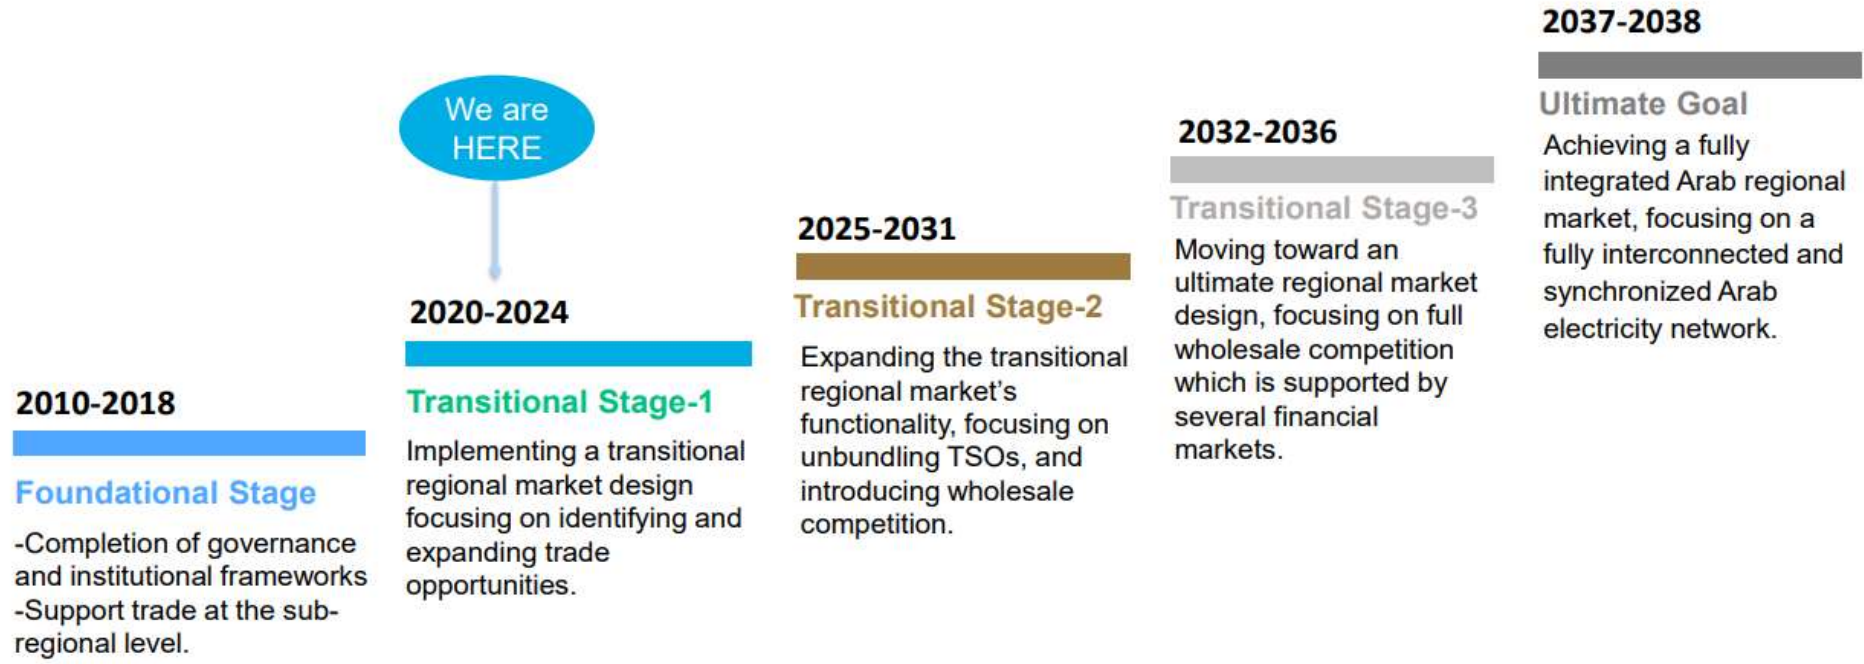 2010-2018
Foundational Stage
-Completion of governance
and institutional frameworks
-Support trade at the sub-
regional level.
We are
HERE
2020-2024
Transitional Stage-1
Implementing a transitional
regional market design
focusing on identifying and
expanding trade
opportunities.
2025-2031
Transitional Stage-2
Expanding the transitional
regional market's
functionality, focusing on
unbundling TSOs, and
introducing wholesale
competition.
2032-2036
Transitional Stage-3
Moving toward an
ultimate regional market
design, focusing on full
wholesale competition
which is supported by
several financial
markets.
2037-2038
Ultimate Goal
Achieving a fully
integrated Arab regional
market, focusing on a
fully interconnected and
synchronized Arab
electricity network.